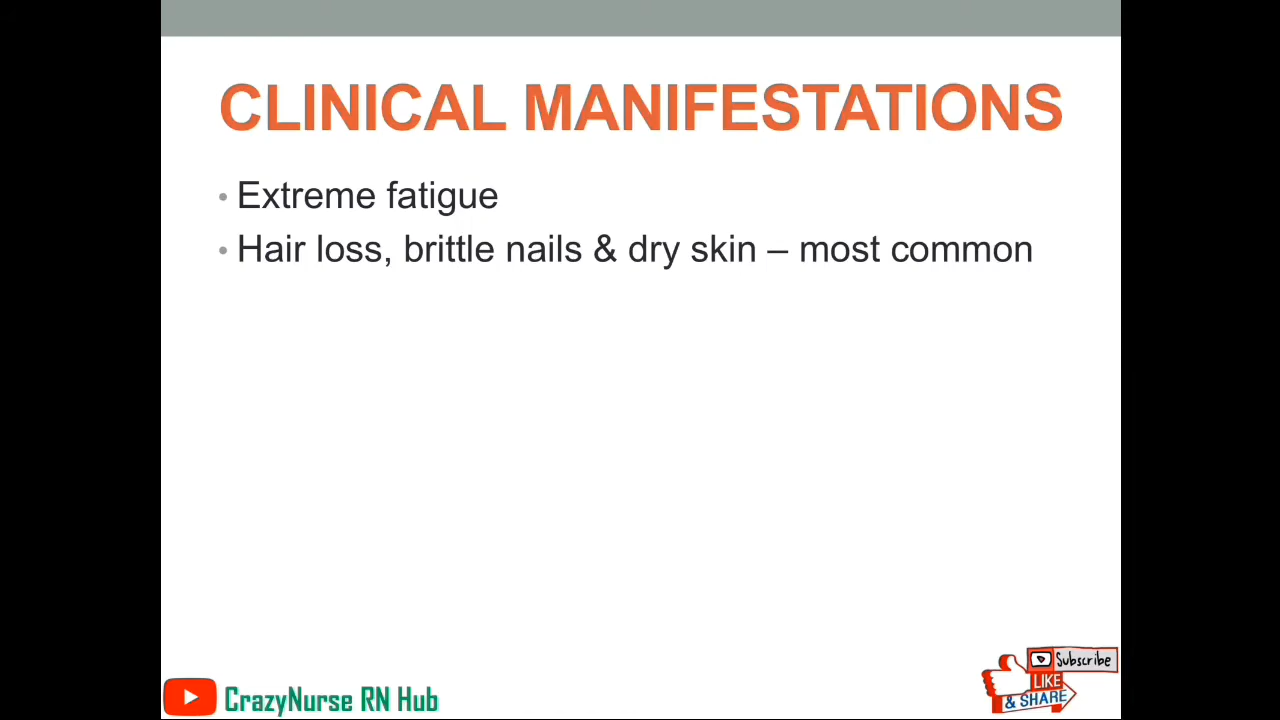 CLINICAL MANIFESTATIONS
• Extreme fatigue
• Hair loss, brittle nails & dry skin – most common
Subscribe
LIKE
& SHARE
CrazyNurse RN Hub